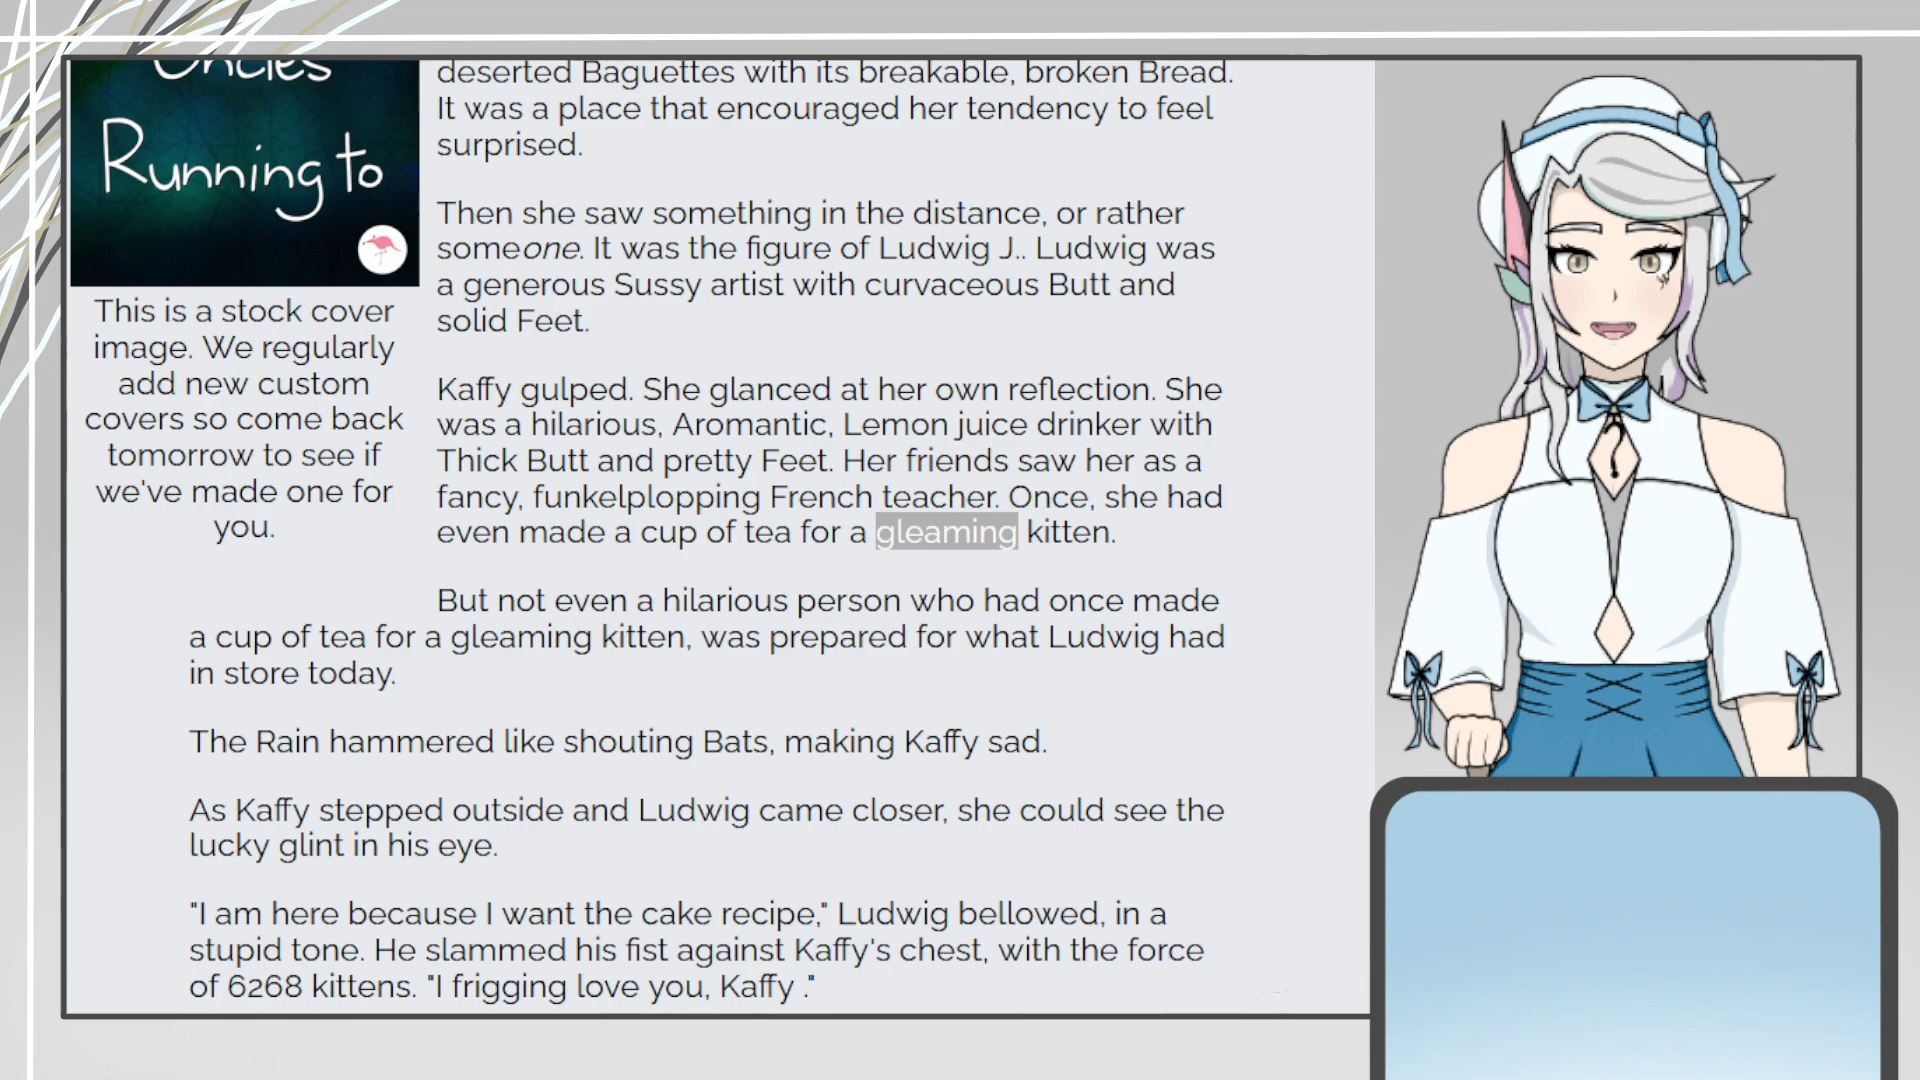 Uncles
Running to
This is a stock cover
image. We regularly
add new custom
covers so come back
tomorrow to see if
we've made one for
you.
deserted Baguettes with its breakable, broken Bread.
It was a place that encouraged her tendency to feel
surprised.
Then she saw something in the distance, or rather
someone. It was the figure of Ludwig J.. Ludwig was
a generous Sussy artist with curvaceous Butt and
solid Feet.
Kaffy gulped. She glanced at her own reflection. She
was a hilarious, Aromantic, Lemon juice drinker with
Thick Butt and pretty Feet. Her friends saw her as a
fancy, funkelplopping French teacher. Once, she had
even made a cup of tea for a gleaming kitten.
But not even a hilarious person who had once made
a cup of tea for a gleaming kitten, was prepared for what Ludwig had
in store today.
The Rain hammered like shouting Bats, making Kaffy sad.
As Kaffy stepped outside and Ludwig came closer, she could see the
lucky glint in his eye.
"I am here because I want the cake recipe," Ludwig bellowed, in a
stupid tone. He slammed his fist against Kaffy's chest, with the force
of 6268 kittens. "I frigging love you, Kaffy ."
?